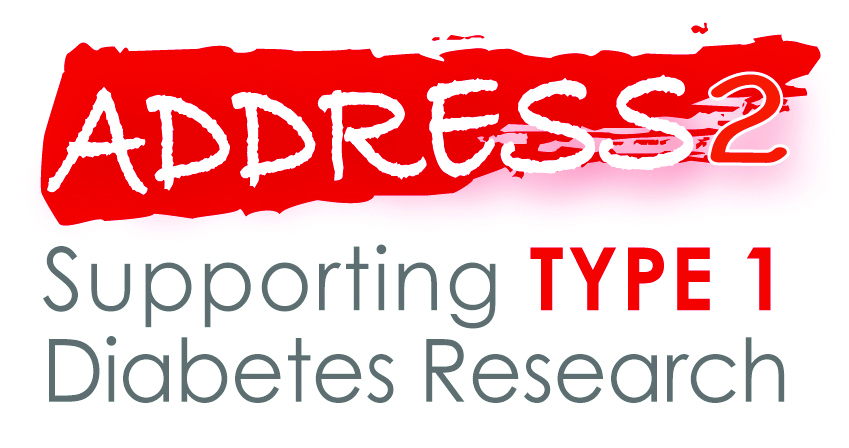 ADDRESS2
Supporting TYPE 1
Diabetes Research